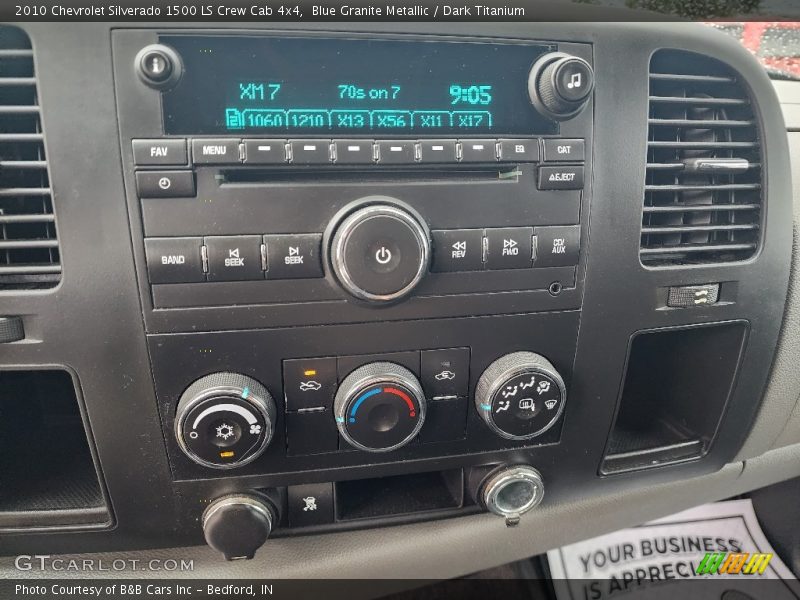 2010 Chevrolet Silverado 1500 LS Crew Cab 4x4,  Blue Granite Metallic / Dark Titanium
XM 7 70s on 7 9:05
1060 1210 X13 X56 X11 X17
FAV MENU EQ CAT
EJECT
BAND SEEK SEEK REV FWD CD/AUX
YOUR BUSINESS
IS APPRECIA
GTCARLOT.COM
Photo Courtesy of B&B Cars Inc – Bedford, IN